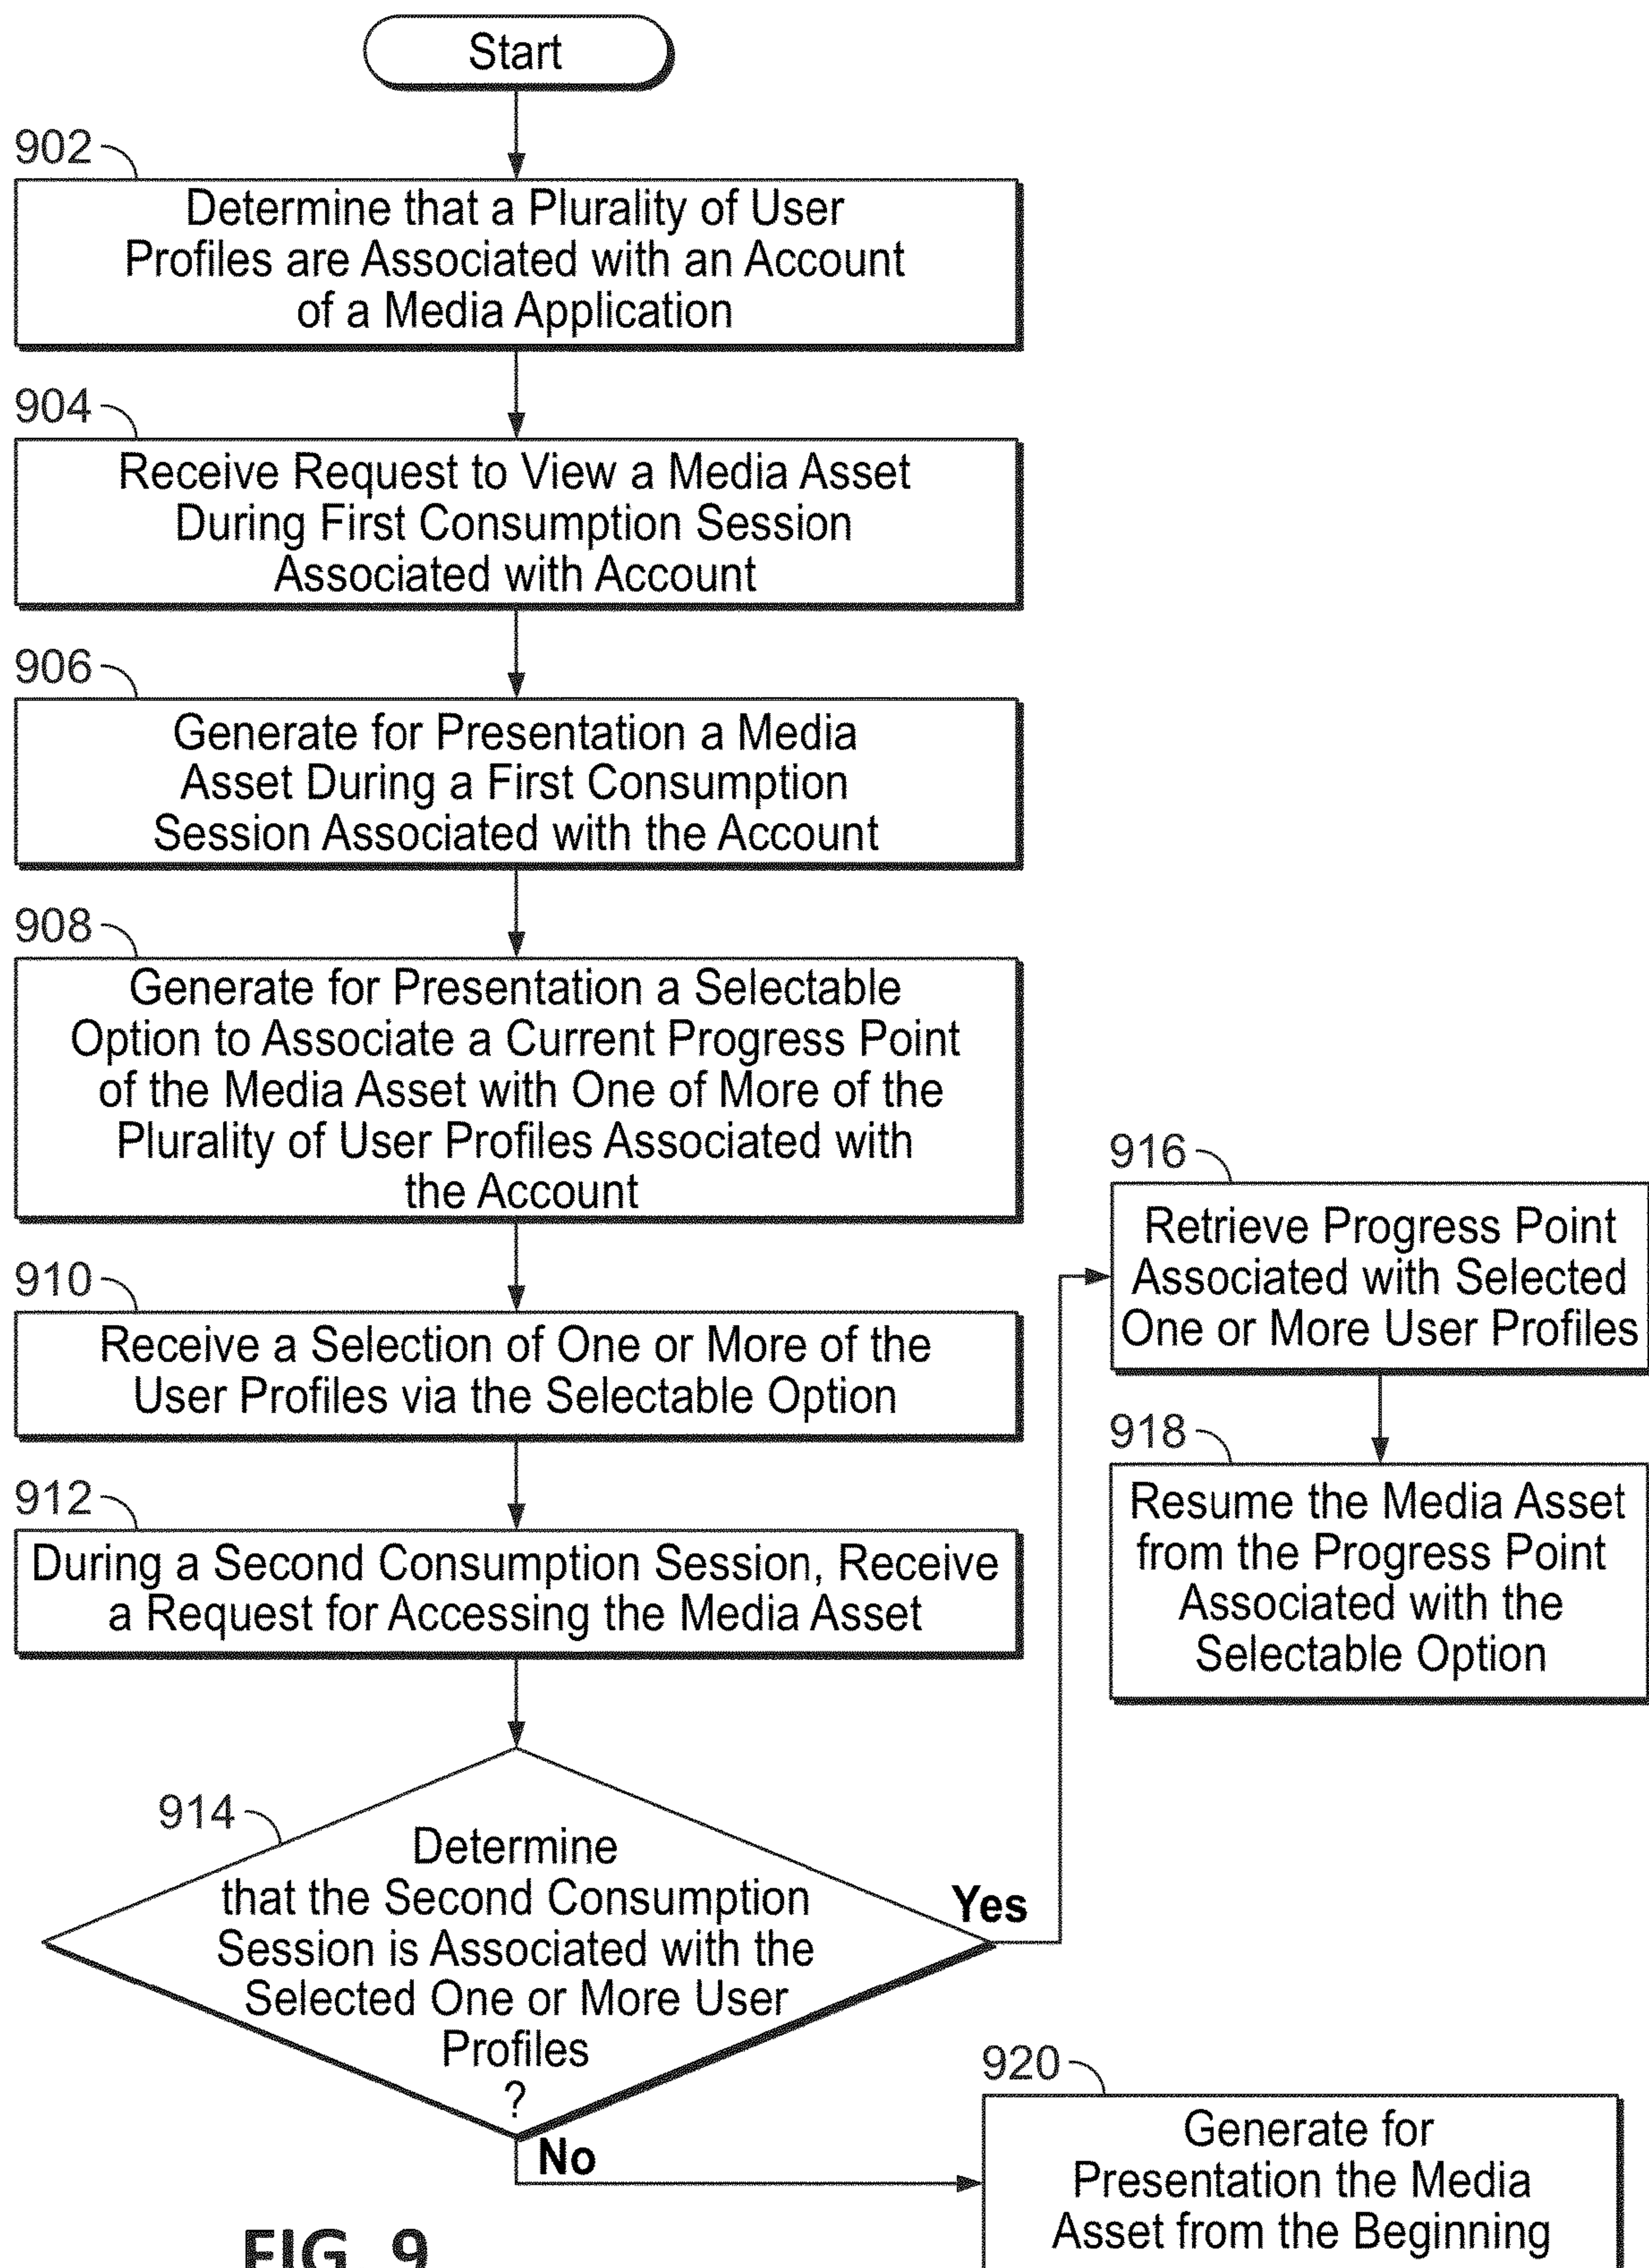 Start
902
Determine that a Plurality of User
Profiles are Associated with an Account
of a Media Application
904
Receive Request to View a Media Asset
During First Consumption Session
Associated with Account
906
Generate for Presentation a Media
Asset During a First Consumption
Session Associated with the Account
908
Generate for Presentation a Selectable
Option to Associate a Current Progress Point
of the Media Asset with One of More of the
Plurality of User Profiles Associated with
the Account
910
Receive a Selection of One or More of the
User Profiles via the Selectable Option
912
During a Second Consumption Session, Receive
a Request for Accessing the Media Asset
914
Determine
that the Second Consumption
Session is Associated with the
Selected One or More User
Profiles
?
Yes
916
Retrieve Progress Point
Associated with Selected
One or More User Profiles
918
Resume the Media Asset
from the Progress Point
Associated with the
Selectable Option
No
920
Generate for
Presentation the Media
Asset from the Beginning
FIG. 9